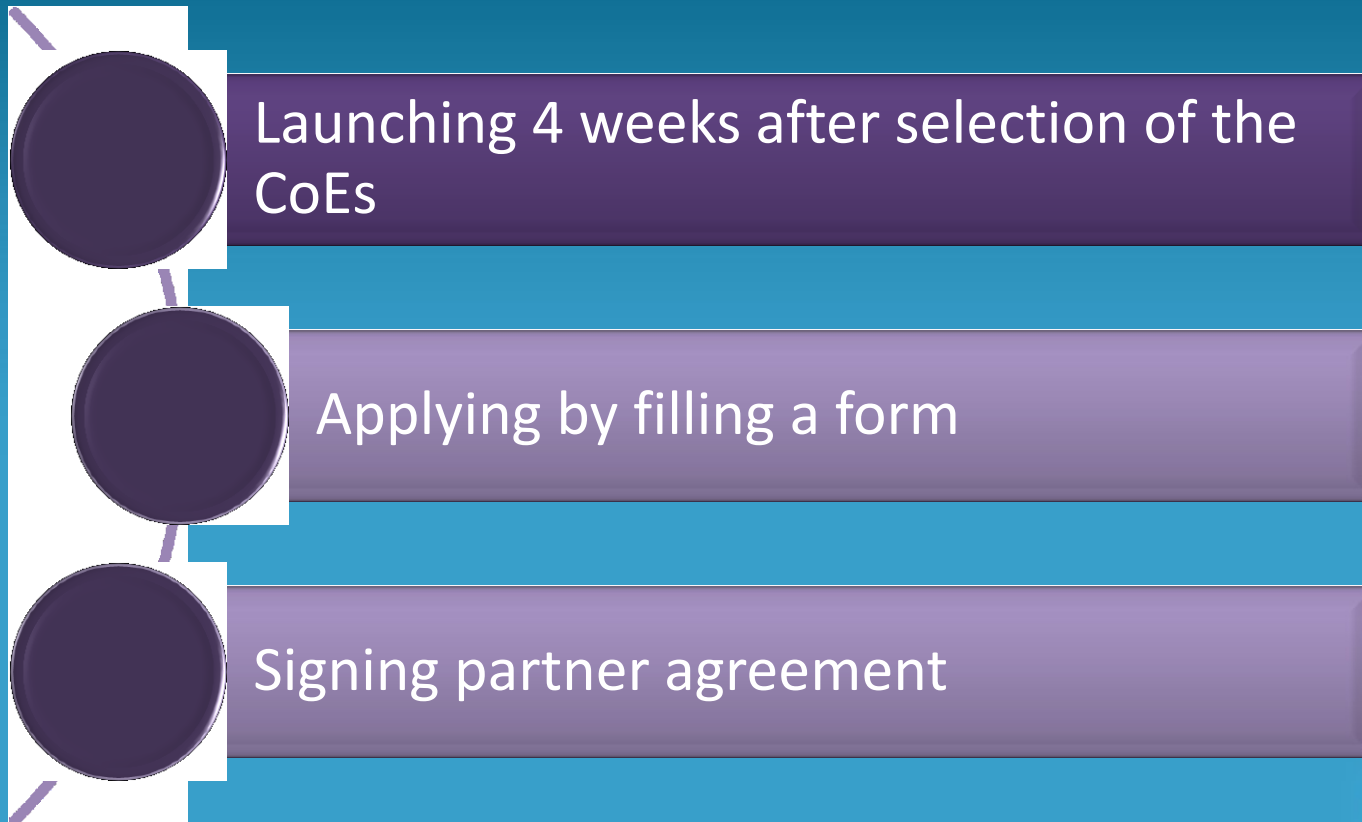 Launching 4 weeks after selection of the
CoEs
Applying by filling a form
Signing partner agreement